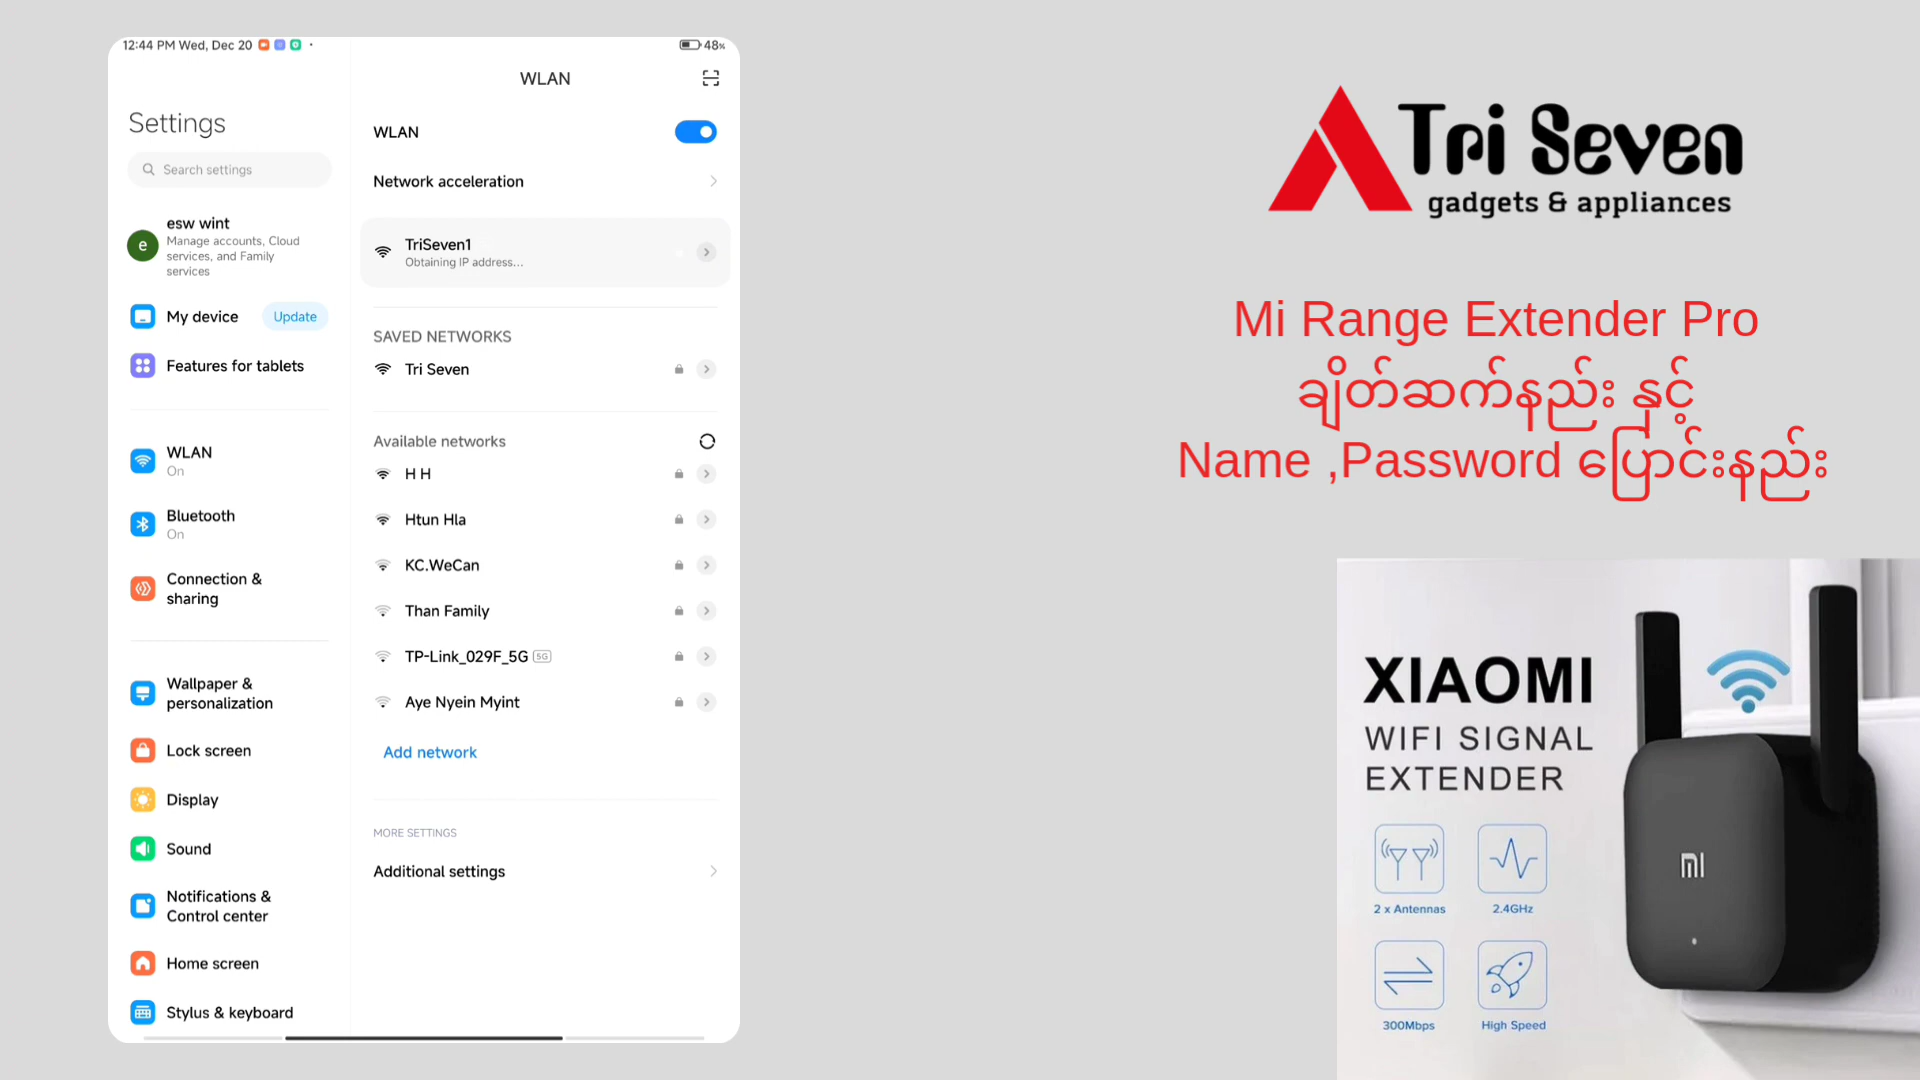 12:44 PM Wed, Dec 20
48%
WLAN
Settings
Search settings
e
esw wint
Manage accounts, Cloud
services, and Family
services
My device
Update
Features for tablets
WLAN
On
Bluetooth
On
Connection &
sharing
Wallpaper &
personalization
Lock screen
Display
Sound
Notifications &
Control center
Home screen
Stylus & keyboard
WLAN
Network acceleration
TriSeven1
Obtaining IP address...
SAVED NETWORKS
Tri Seven
Available networks
H H
Htun Hla
KC.WeCan
Than Family
TP-Link_029F_5G 5G
Aye Nyein Myint
Add network
MORE SETTINGS
Additional settings
Tri Seven
gadgets & appliances
Mi Range Extender Pro
ချိတ်ဆက်နည်း နှင့်
Name ,Password ပြောင်းနည်း
XIAOMI
WIFI SIGNAL
EXTENDER
2 x Antennas
2.4GHz
300Mbps
High Speed